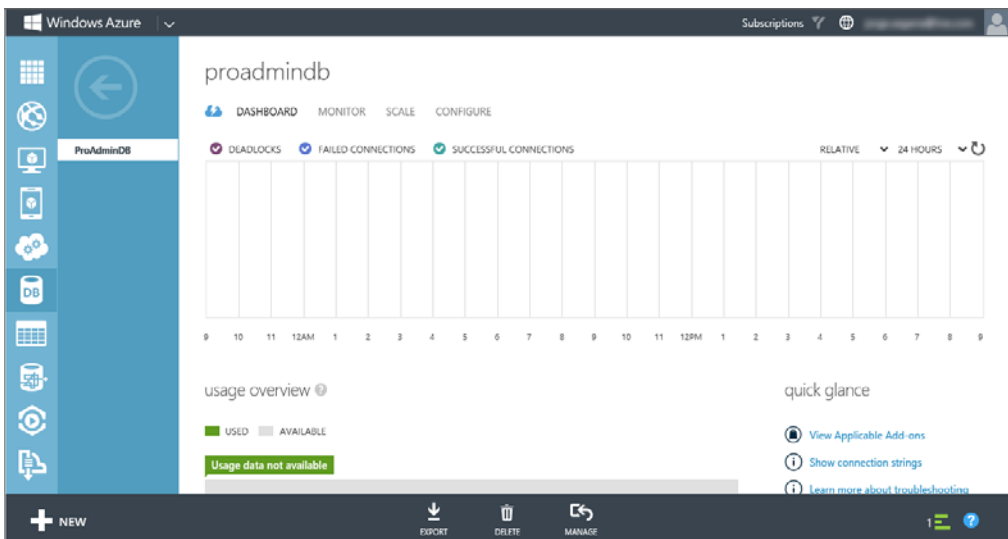 Windows Azure
Subscriptions
proadmindb
DASHBOARD MONITOR SCALE CONFIGURE
ProAdminDB
DEADLOCKS FAILED CONNECTIONS SUCCESSFUL CONNECTIONS RELATIVE 24 HOURS
DB
9 10 11 12AM 1 2 3 4 5 6 7 8 9 10 11 12PM 1 2 3 4 5 6 7 8 9
usage overview ?
quick glance
USED AVAILABLE
View Applicable Add-ons
Usage data not available
Show connection strings
Learn more about troubleshooting
NEW
EXPORT DELETE MANAGE
1 ?